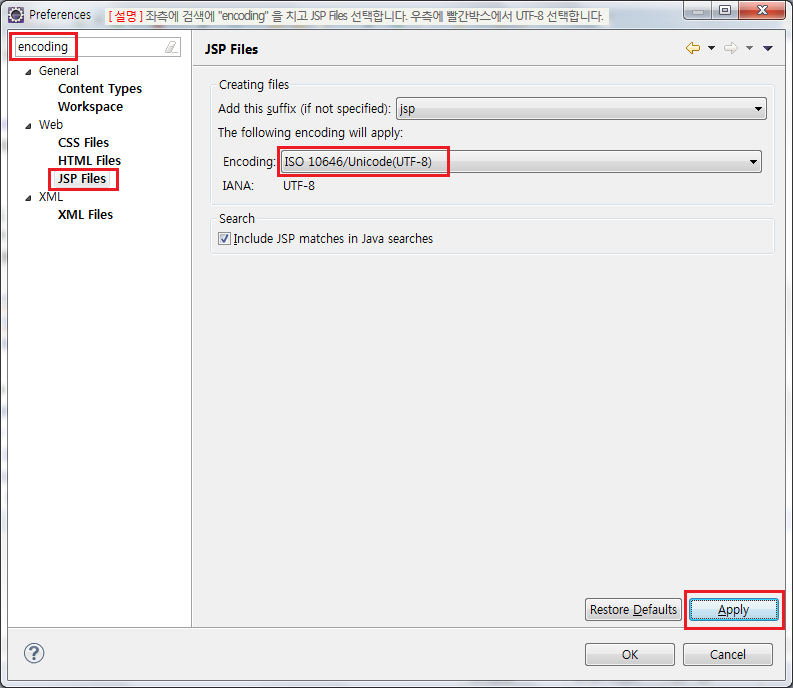 Preferences [ 설명 ] 좌측에 검색에 "encoding" 을 치고 JSP Files 선택합니다. 우측에 빨간박스에서 UTF-8 선택합니다.
encoding
General
Content Types
Workspace
Web
CSS Files
HTML Files
JSP Files
XML
XML Files
JSP Files
Creating files
Add this suffix (if not specified): jsp
The following encoding will apply:
Encoding: ISO 10646/Unicode(UTF-8)
IANA: UTF-8
Search
Include JSP matches in Java searches
Restore Defaults Apply
? OK Cancel